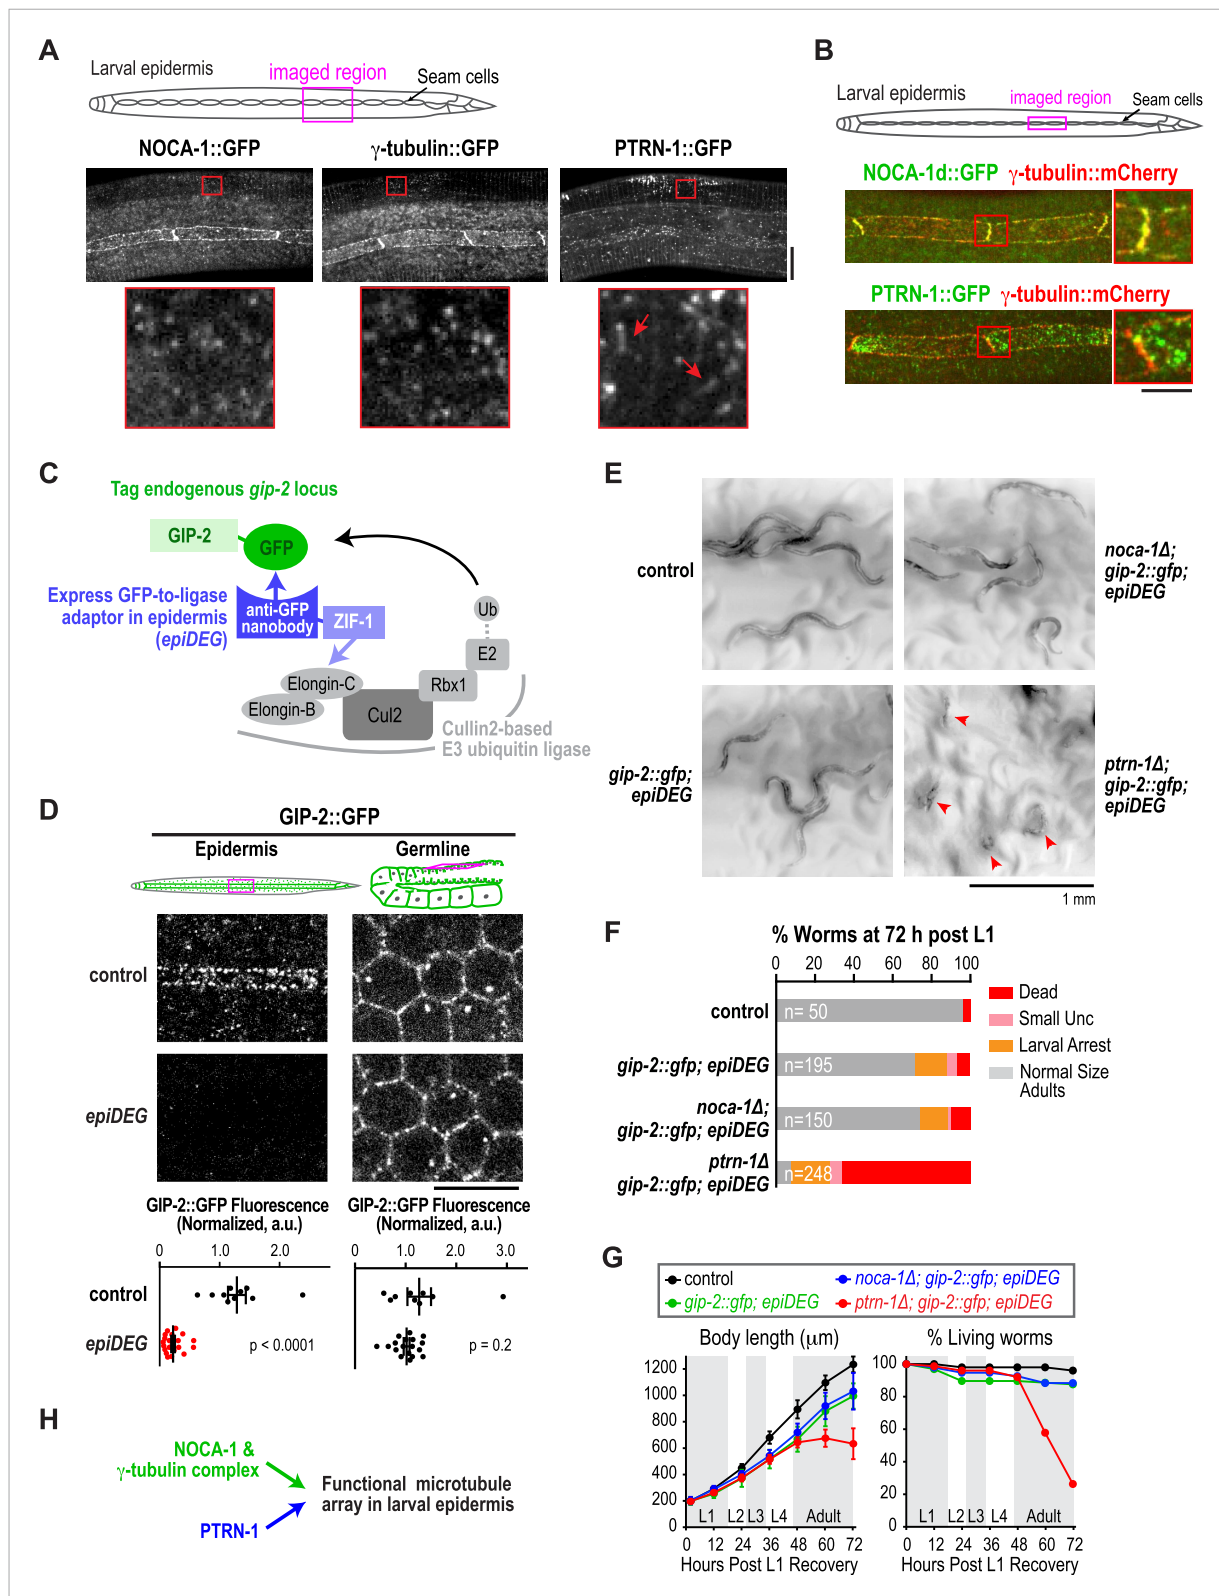 A
Larval epidermis
imaged region
Seam cells
NOCA-1::GFP
γ-tubulin::GFP
PTRN-1::GFP
B
Larval epidermis
imaged region
Seam cells
NOCA-1d::GFP γ-tubulin::mCherry
PTRN-1::GFP γ-tubulin::mCherry
C
Tag endogenous gip-2 locus
GIP-2
GFP
Express GFP-to-ligase
adaptor in epidermis
(epiDEG)
anti-GFP
nanobody
ZIF-1
Ub
E2
Rbx1
Elongin-C
Elongin-B
Cul2
Cullin2-based
E3 ubiquitin ligase
D
GIP-2::GFP
Epidermis
Germline
control
epiDEG
GIP-2::GFP Fluorescence
(Normalized, a.u.)
0 1.0 2.0
GIP-2::GFP Fluorescence
(Normalized, a.u.)
0 1.0 2.0 3.0
control
epiDEG
p < 0.0001
p = 0.2
E
control
noca-1Δ;
gip-2::gfp;
epiDEG
gip-2::gfp;
epiDEG
ptrn-1Δ;
gip-2::gfp;
epiDEG
1 mm
F
% Worms at 72 h post L1
0 20 40 60 80 100
control
n= 50
gip-2::gfp; epiDEG
n=195
noca-1Δ;
gip-2::gfp; epiDEG
n=150
ptrn-1Δ
gip-2::gfp; epiDEG
n=248
Dead
Small Unc
Larval Arrest
Normal Size
Adults
G
control
noca-1Δ; gip-2::gfp; epiDEG
gip-2::gfp; epiDEG
ptrn-1Δ; gip-2::gfp; epiDEG
Body length (μm)
1200
1000
800
600
400
200
L1 L2 L3 L4 Adult
0 12 24 36 48 60 72
Hours Post L1 Recovery
% Living worms
100
80
60
40
20
0
L1 L2 L3 L4 Adult
0 12 24 36 48 60 72
Hours Post L1 Recovery
H
NOCA-1 &
γ-tubulin complex
PTRN-1
Functional microtubule
array in larval epidermis